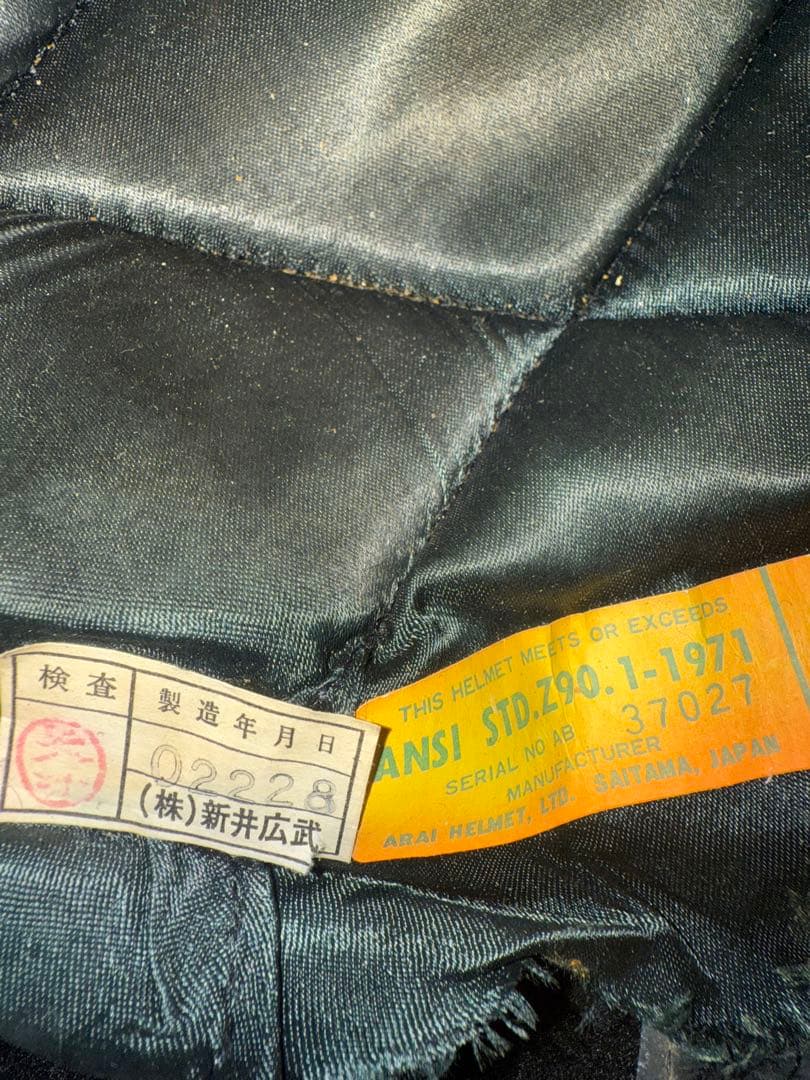 検査
製造年月日
02228
(株)新井広武
THIS HELMET MEETS OR EXCEEDS
ANSI STD.Z90.1-1971
SERIAL NO AB 37027
MANUFACTURER
ARAI HELMET, LTD. SAITAMA, JAPAN